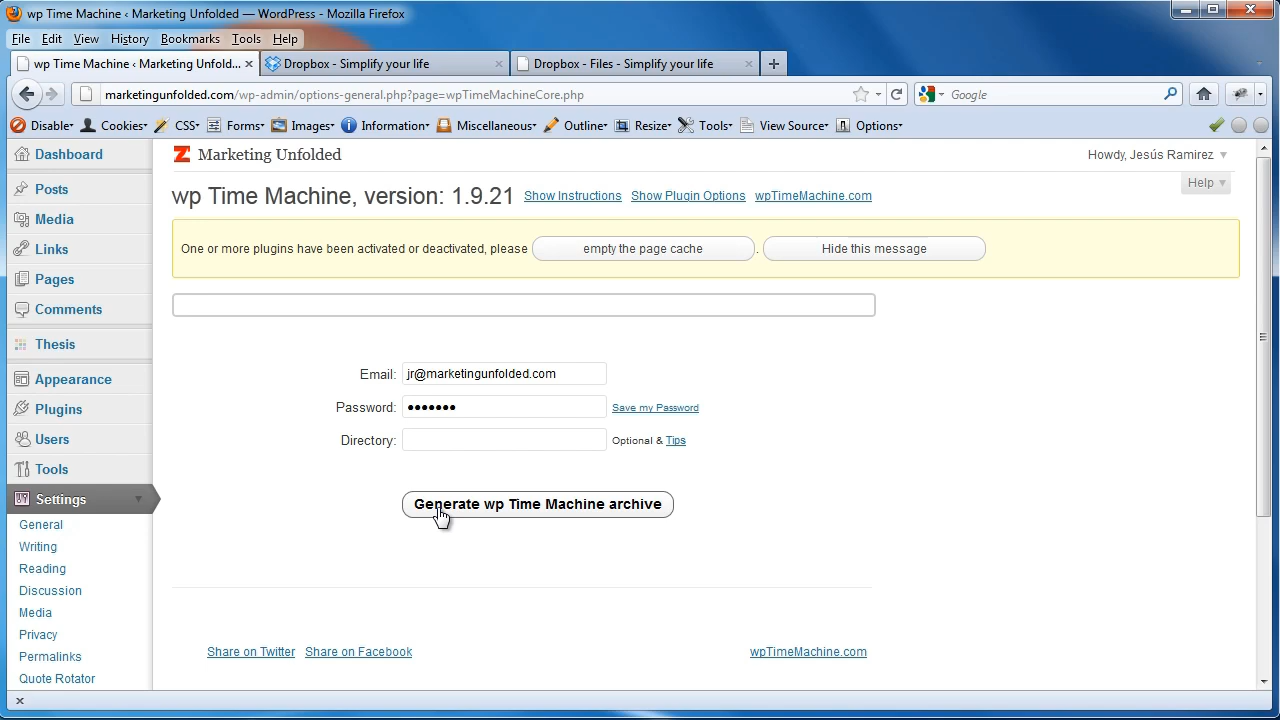 wp Time Machine ‹ Marketing Unfolded — WordPress - Mozilla Firefox
File Edit View History Bookmarks Tools Help
wp Time Machine ‹ Marketing Unfold... × Dropbox - Simplify your life × Dropbox - Files - Simplify your life × +
marketingunfolded.com/wp-admin/options-general.php?page=wpTimeMachineCore.php Google
Disable Cookies CSS Forms Images Information Miscellaneous Outline Resize Tools View Source Options
Marketing Unfolded Howdy, Jesús Ramirez
Help
wp Time Machine, version: 1.9.21 Show Instructions Show Plugin Options wpTimeMachine.com
One or more plugins have been activated or deactivated, please empty the page cache . Hide this message
Email: jr@marketingunfolded.com
Password: ●●●●●●● Save my Password
Directory: Optional & Tips
Generate wp Time Machine archive
Share on Twitter Share on Facebook wpTimeMachine.com
Dashboard
Posts
Media
Links
Pages
Comments
Thesis
Appearance
Plugins
Users
Tools
Settings
General
Writing
Reading
Discussion
Media
Privacy
Permalinks
Quote Rotator
×